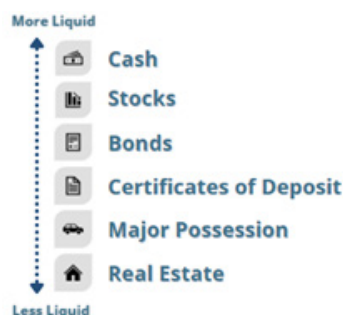 More Liquid
Cash
Stocks
Bonds
Certificates of Deposit
Major Possession
Real Estate
Less Liquid